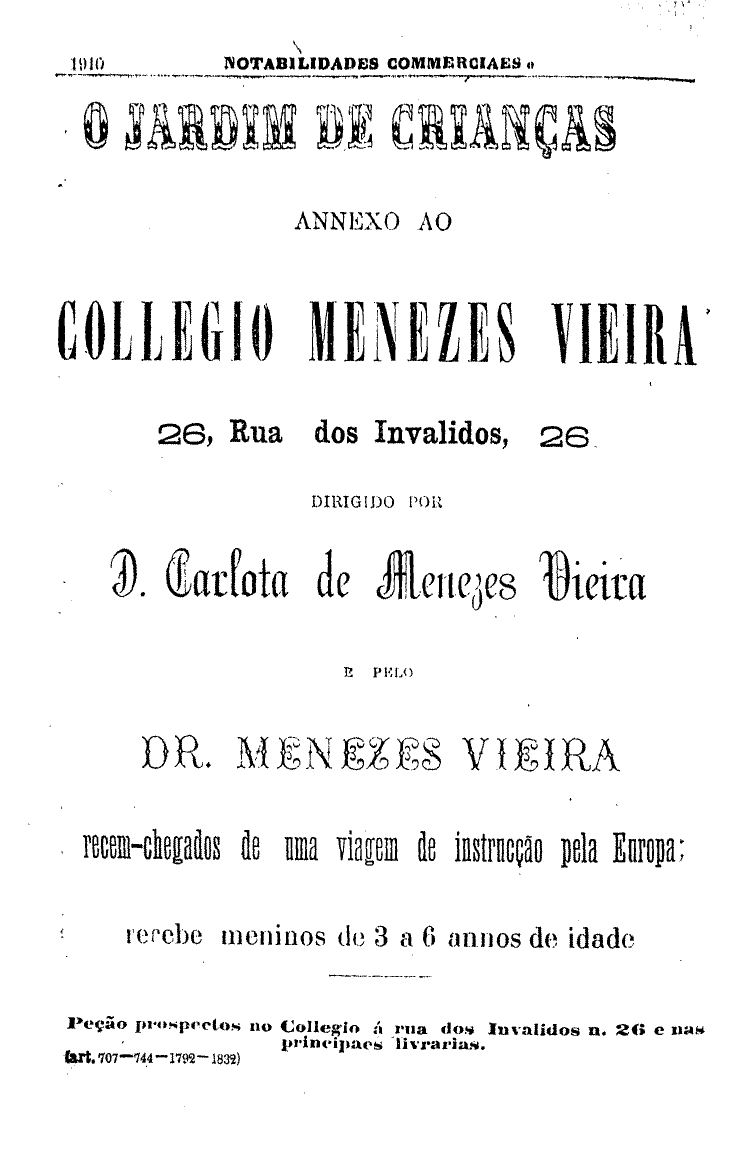 1910 NOTABILIDADES COMMERCIAES
O JARDIM DE CRIANÇAS
ANNEXO AO
COLLEGIO MENEZES VIEIRA
26, Rua dos Invalidos, 26
DIRIGIDO POR
D. Carlota de Menezes Vieira
E PELO
DR. MENEZES VIEIRA
recem-chegados de uma viagem de instrucção pela Europa;
recebe meninos de 3 a 6 annos de idade
Peção prospectos no Collegio á rua dos Invalidos n. 26 e nas
principaes livrarias.
(art. 707—744—1792—1832)